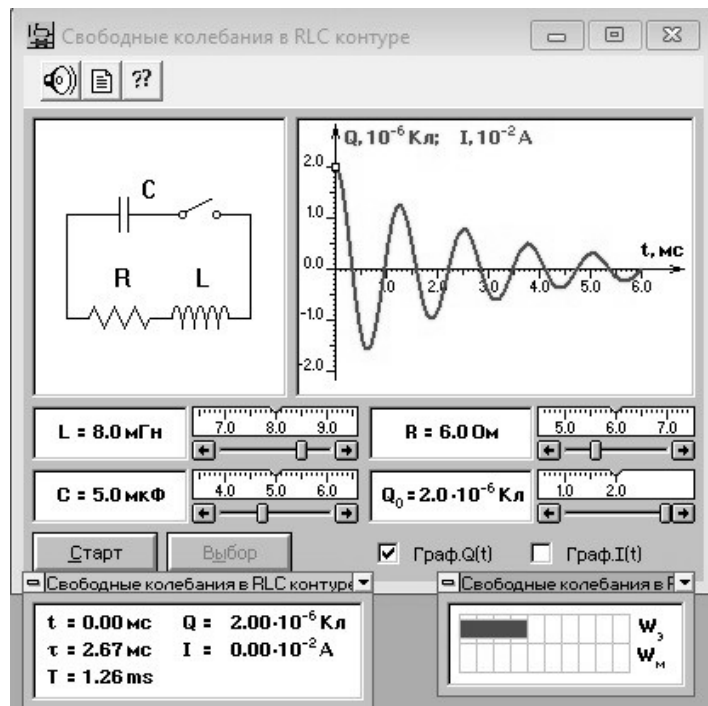 Свободные колебания в RLC контуре
??
C
R L
Q, 10⁻⁶ Кл; I, 10⁻² А
2.0
1.0
0.0
-1.0
-2.0
t, мс
1.0 2.0 3.0 4.0 5.0 6.0
L = 8.0 мГн
7.0 8.0 9.0
R = 6.0 Ом
5.0 6.0 7.0
C = 5.0 мкФ
4.0 5.0 6.0
Q₀ = 2.0·10⁻⁶ Кл
1.0 2.0
Старт
Выбор
Граф.Q(t)
Граф.I(t)
Свободные колебания в RLC контуре
t = 0.00 мс Q = 2.00·10⁻⁶ Кл
τ = 2.67 мс I = 0.00·10⁻² А
T = 1.26 ms
Свободные колебания в F
Wэ
Wм